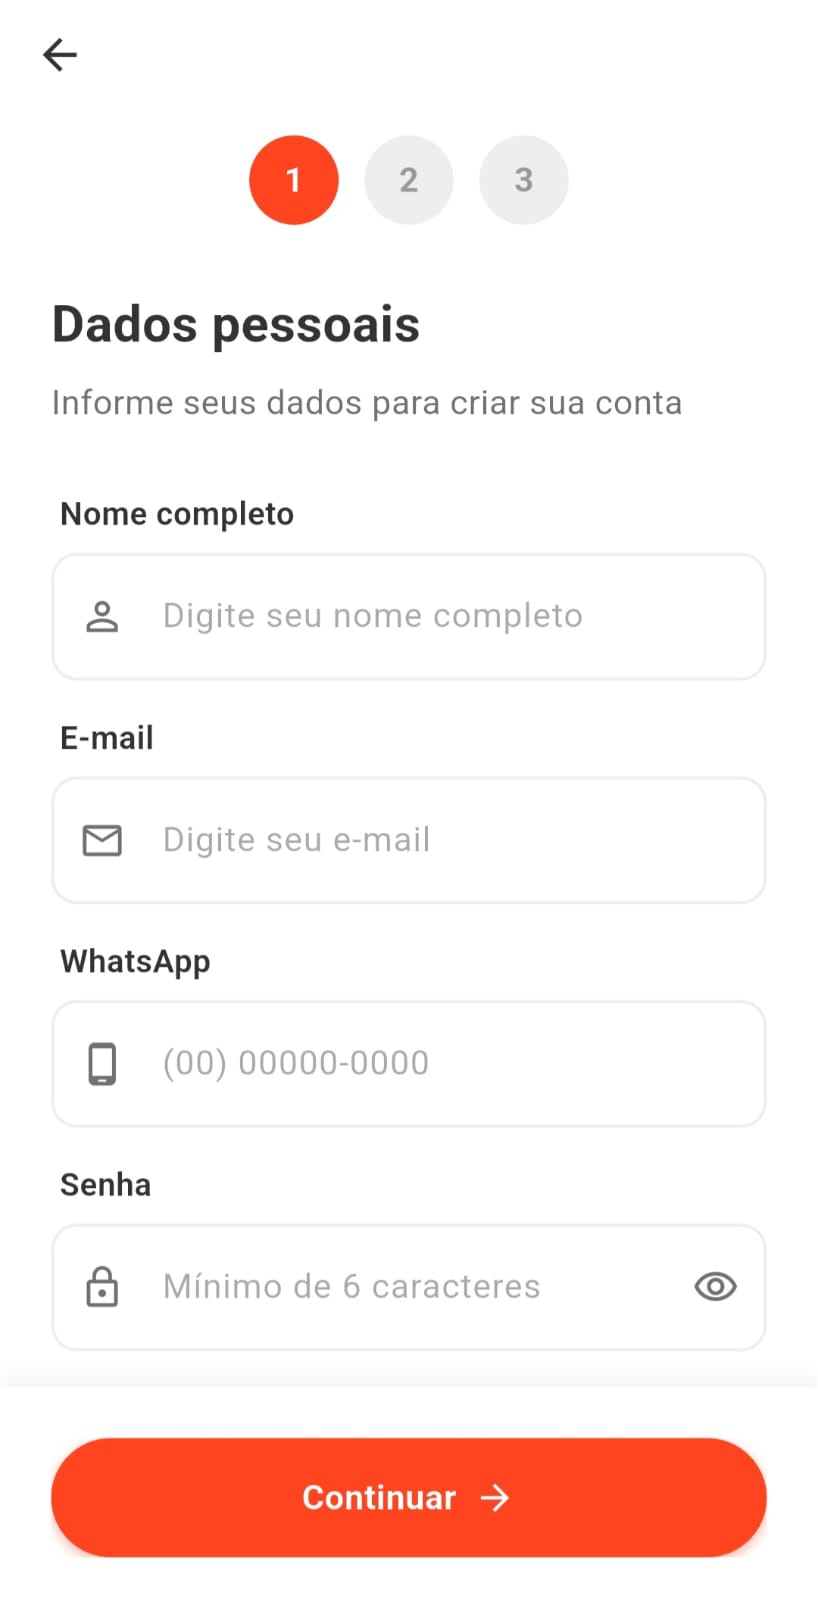 1 2 3
Dados pessoais
Informe seus dados para criar sua conta
Nome completo
Digite seu nome completo
E-mail
Digite seu e-mail
WhatsApp
(00) 00000-0000
Senha
Mínimo de 6 caracteres
Continuar →